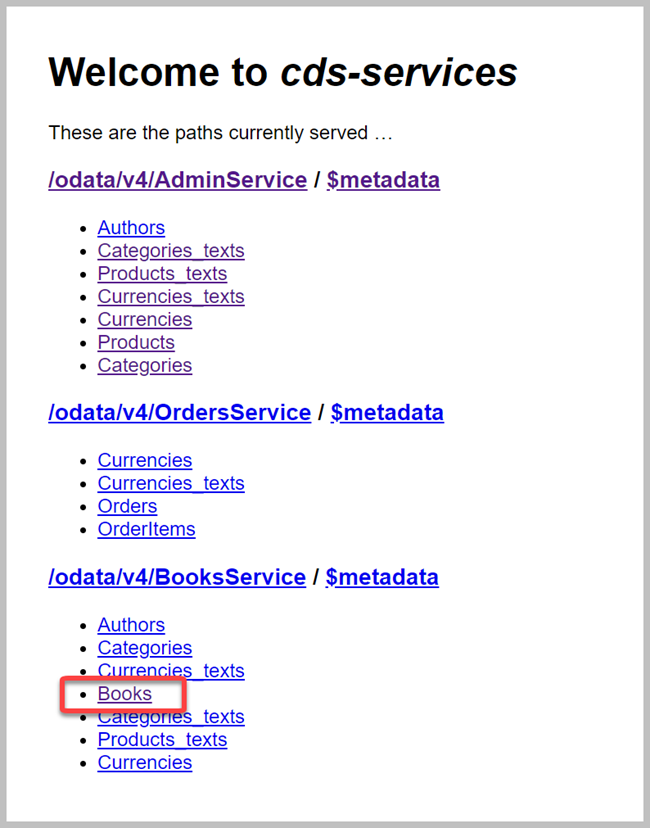 Welcome to cds-services
These are the paths currently served …
/odata/v4/AdminService / $metadata
Authors
Categories_texts
Products_texts
Currencies_texts
Currencies
Products
Categories
/odata/v4/OrdersService / $metadata
Currencies
Currencies_texts
Orders
OrderItems
/odata/v4/BooksService / $metadata
Authors
Categories
Currencies_texts
Books
Categories_texts
Products_texts
Currencies